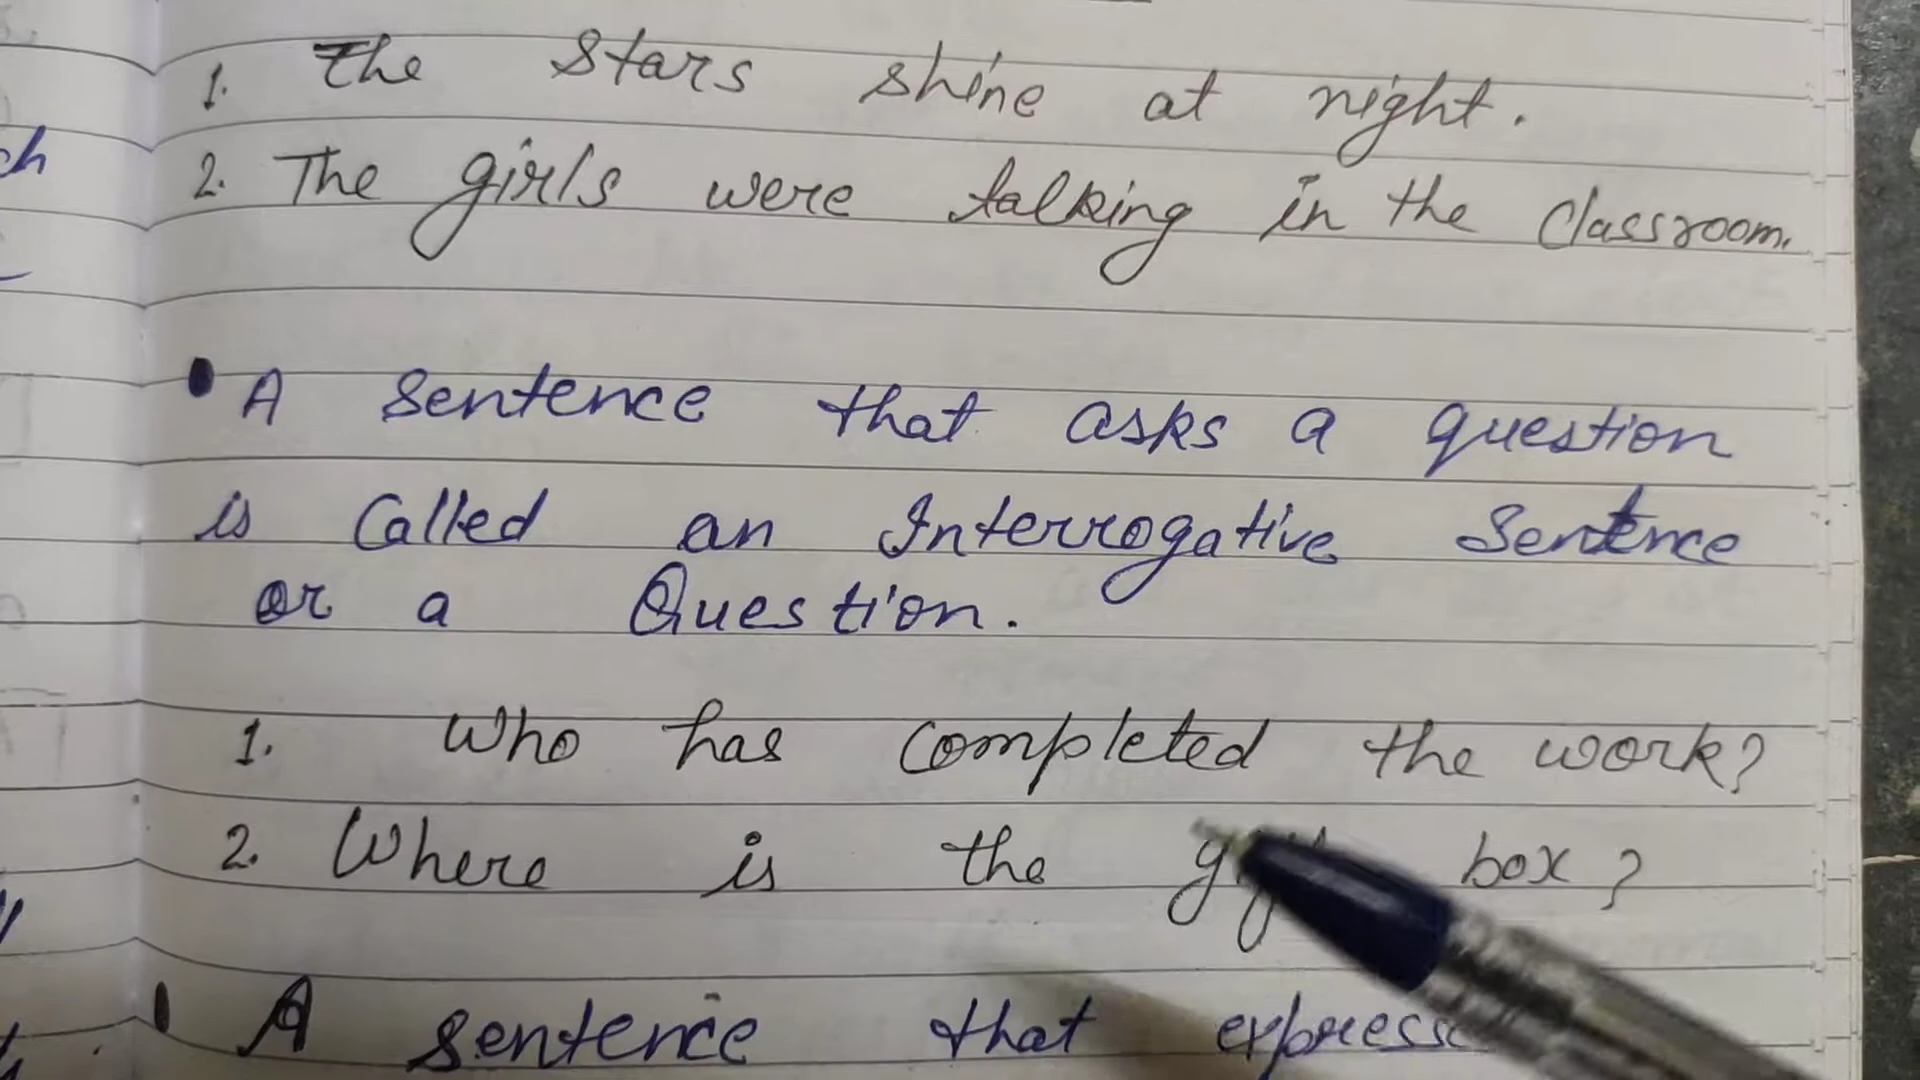 1. The Stars shine at night.
2. The girls were talking in the Classroom.
• A Sentence that asks a question
is Called an Interrogative Sentence
or a Question.
1. Who has Completed the work?
2. Where is the box?
A sentence that